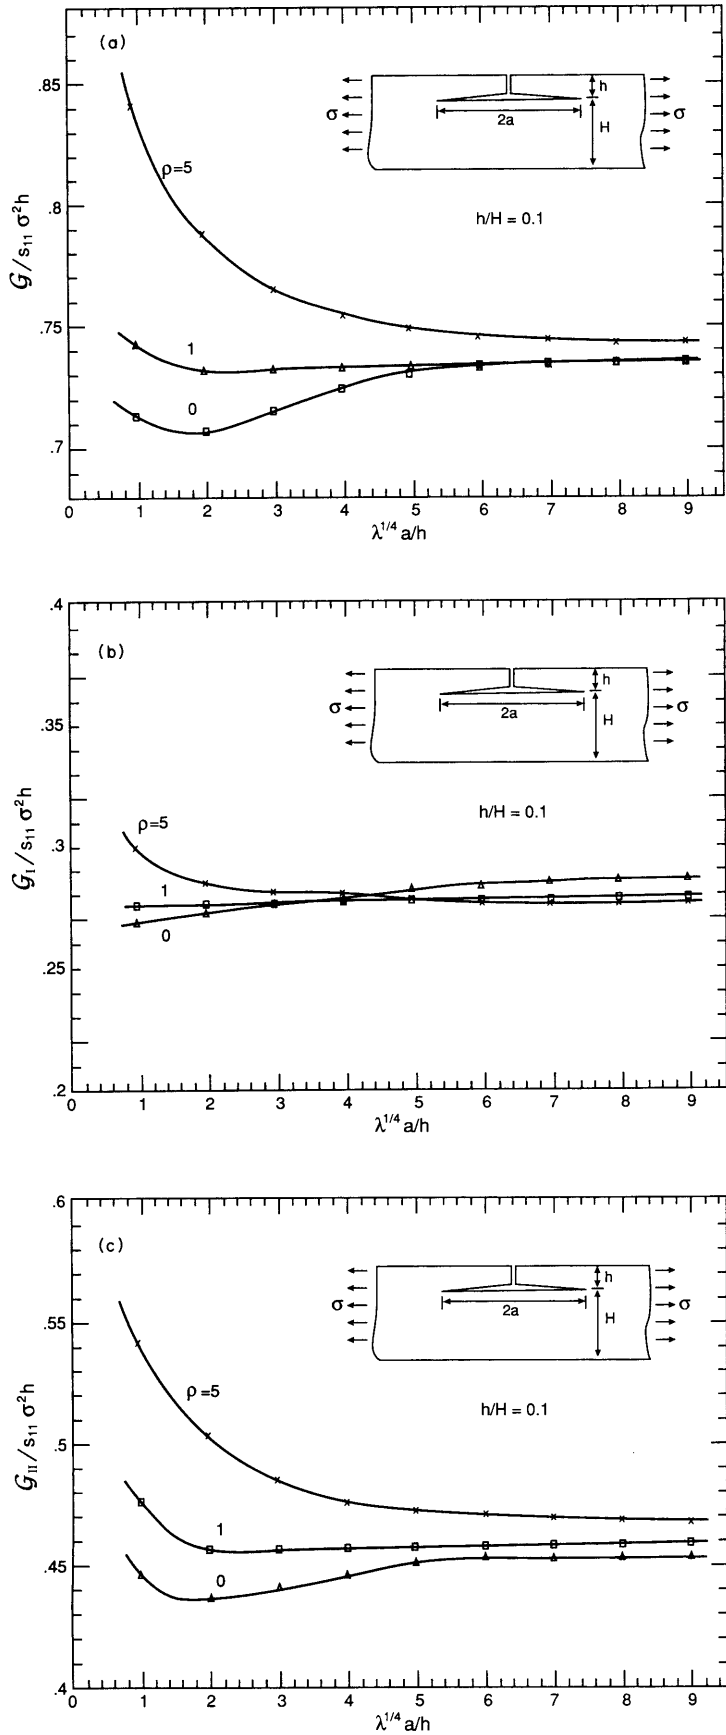 (a)
𝒢/s₁₁ σ²h
.85
.8
.75
.7
ρ=5
1
0
σ
2a
h
H
σ
h/H = 0.1
0 1 2 3 4 5 6 7 8 9
λ¹/⁴ a/h
(b)
𝒢I/s₁₁ σ²h
.4
.35
.3
.25
.2
ρ=5
1
0
σ
2a
h
H
σ
h/H = 0.1
0 1 2 3 4 5 6 7 8 9
λ¹/⁴ a/h
(c)
𝒢II/s₁₁ σ²h
.6
.55
.5
.45
.4
ρ=5
1
0
σ
2a
h
H
σ
h/H = 0.1
0 1 2 3 4 5 6 7 8 9
λ¹/⁴ a/h